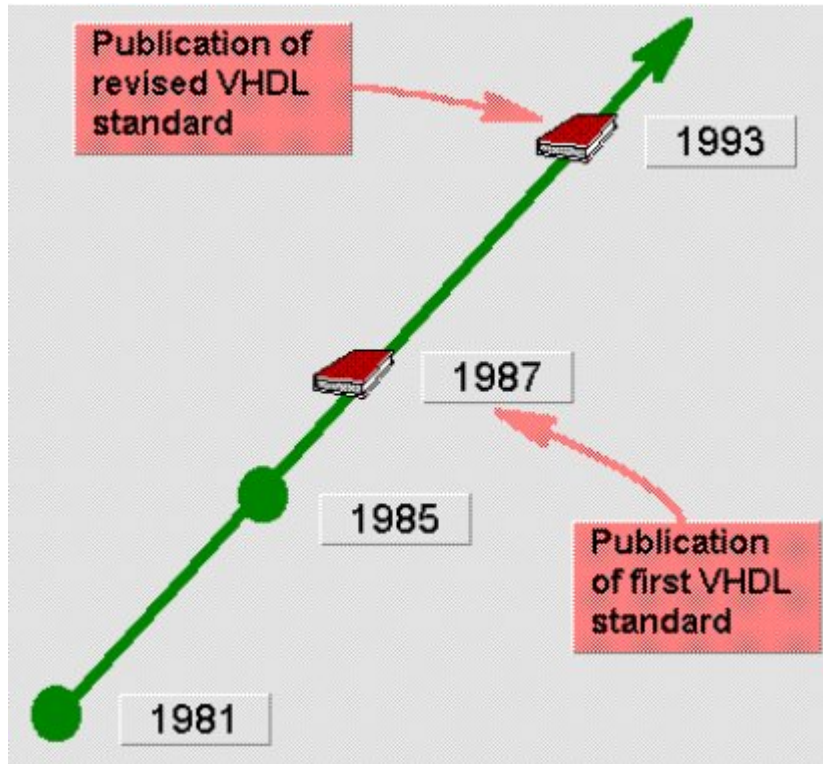 Publication of
revised VHDL
standard
1993
1987
1985
Publication
of first VHDL
standard
1981